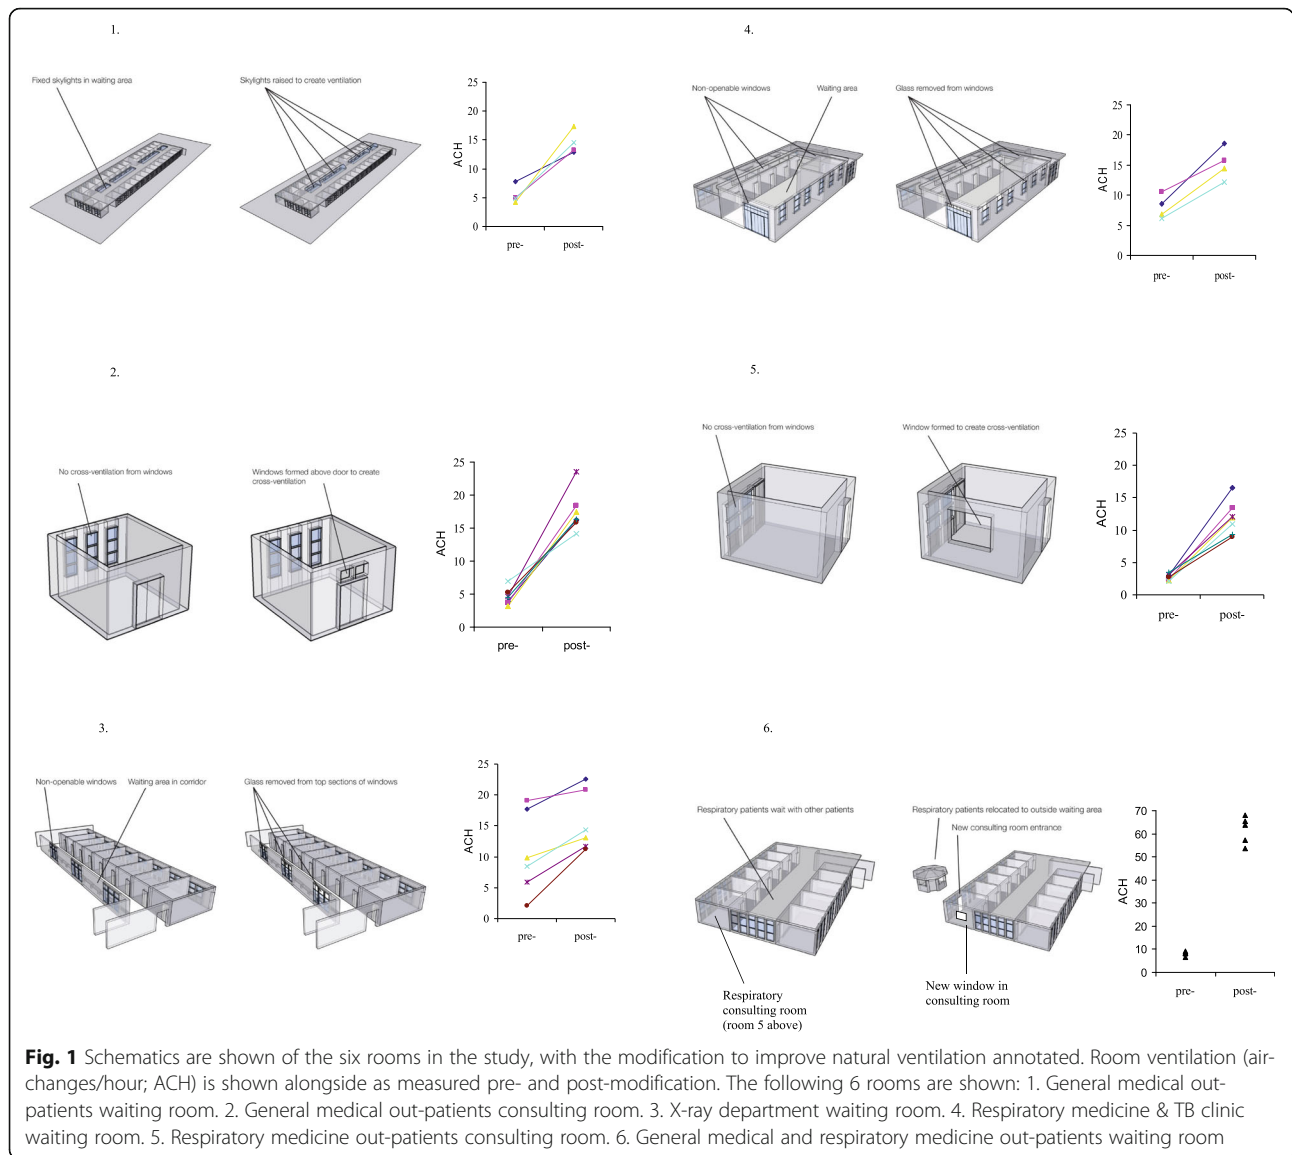 1.
Fixed skylights in waiting area
Skylights raised to create ventilation
25
20
15
10
5
0
ACH
pre-
post-
4.
Non-openable windows
Waiting area
Glass removed from windows
25
20
15
10
5
0
ACH
pre-
post-
2.
No cross-ventilation from windows
Windows formed above door to create
cross-ventilation
25
20
15
10
5
0
ACH
pre-
post-
5.
No cross-ventilation from windows
Window formed to create cross-ventilation
25
20
15
10
5
0
ACH
pre-
post-
3.
Non-openable windows
Waiting area in corridor
Glass removed from top sections of windows
25
20
15
10
5
0
ACH
pre-
post-
6.
Respiratory patients wait with other patients
Respiratory patients relocated to outside waiting area
New consulting room entrance
Respiratory
consulting room
(room 5 above)
New window in
consulting room
70
60
50
40
30
20
10
0
ACH
pre-
post-
Fig. 1 Schematics are shown of the six rooms in the study, with the modification to improve natural ventilation annotated. Room ventilation (air-
changes/hour; ACH) is shown alongside as measured pre- and post-modification. The following 6 rooms are shown: 1. General medical out-
patients waiting room. 2. General medical out-patients consulting room. 3. X-ray department waiting room. 4. Respiratory medicine & TB clinic
waiting room. 5. Respiratory medicine out-patients consulting room. 6. General medical and respiratory medicine out-patients waiting room